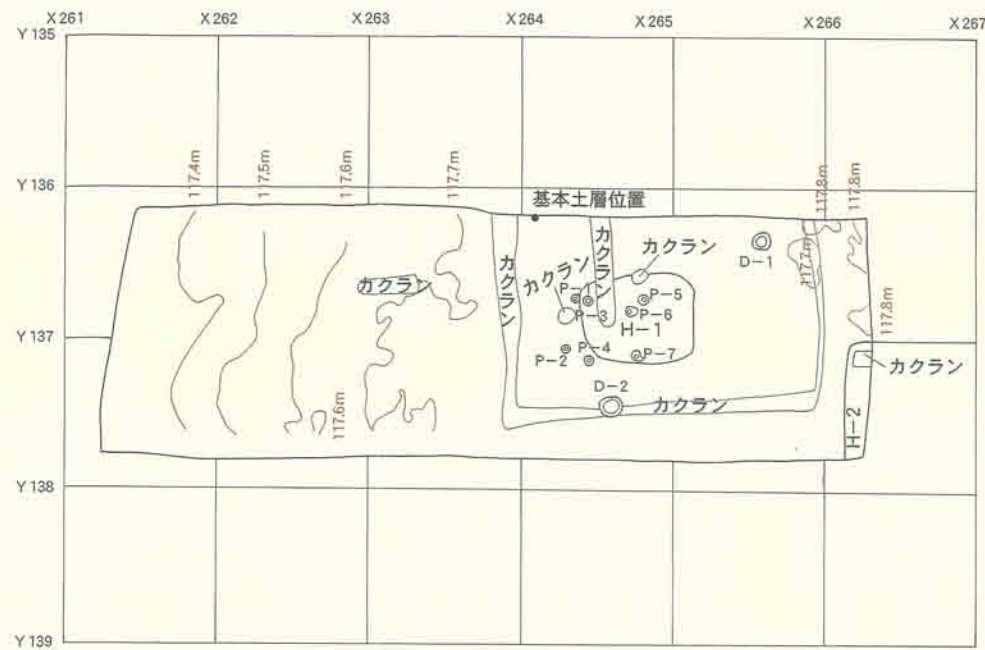 X261 X262 X263 X264 X265 X266 X267
Y135
Y136
117.4m 117.5m 117.6m 117.7m 117.8m 117.8m
基本土層位置
カクラン カクラン カクラン カクラン
D-1
117.7m
カクラン
P-1 P-5
P-3 P-6
H-1
117.8m
Y137
P-2 P-4 P-7
カクラン
D-2
カクラン
117.6m
H-2
Y138
Y139